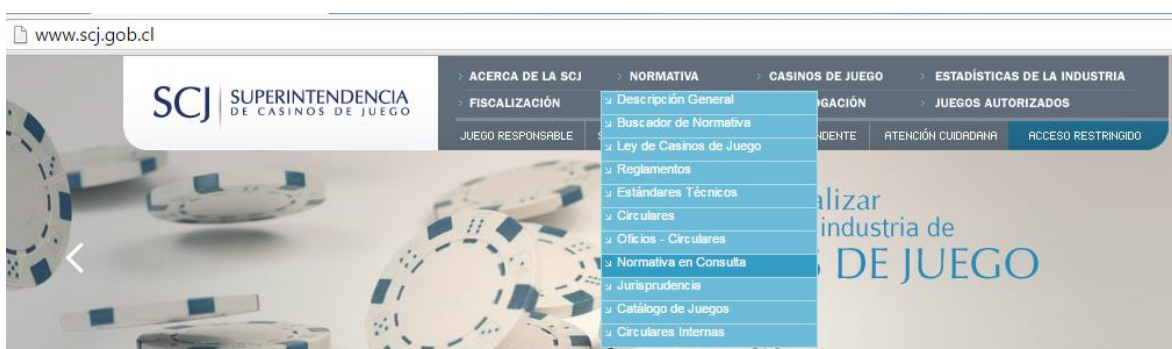 www.scj.gob.cl
SCJ SUPERINTENDENCIA
DE CASINOS DE JUEGO
ACERCA DE LA SCJ NORMATIVA CASINOS DE JUEGO ESTADÍSTICAS DE LA INDUSTRIA
FISCALIZACIÓN JUEGOS AUTORIZADOS
JUEGO RESPONSABLE ATENCIÓN CUIDADANA ACCESO RESTRINGIDO
Descripción General
Buscador de Normativa
Ley de Casinos de Juego
Reglamentos
Estándares Técnicos
Circulares
Oficios - Circulares
Normativa en Consulta
Jurisprudencia
Catálogo de Juegos
Circulares Internas
alizar
industria de
DE JUEGO